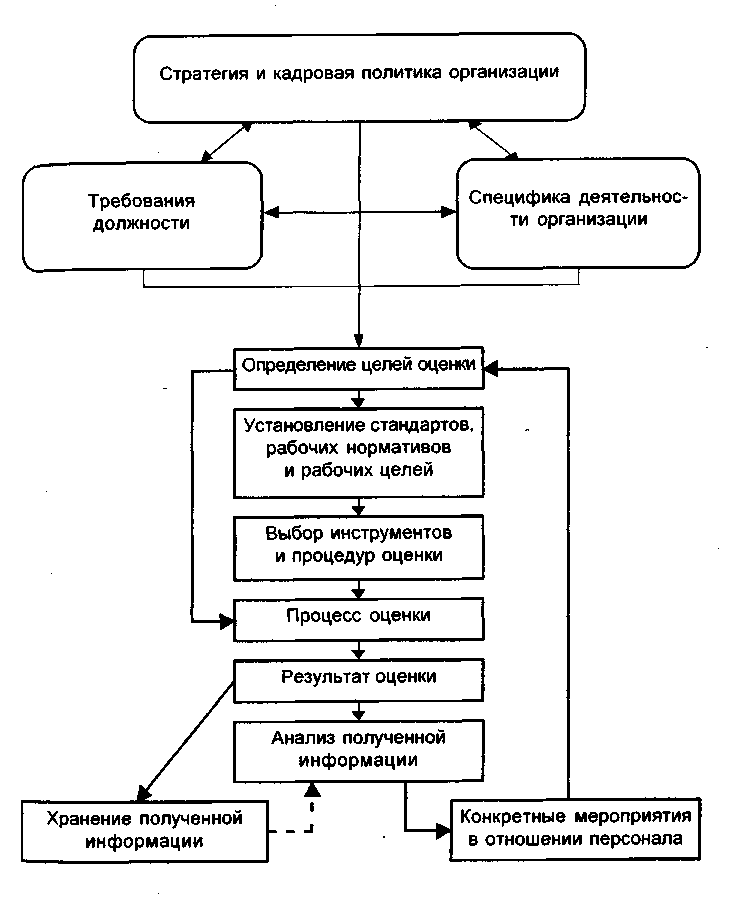 Стратегия и кадровая политика организации
Требования
должности
Специфика деятельнос-
ти организации
Определение целей оценки
Установление стандартов,
рабочих нормативов
и рабочих целей
Выбор инструментов
и процедур оценки
Процесс оценки
Результат оценки
Анализ полученной
информации
Хранение полученной
информации
Конкретные мероприятия
в отношении персонала